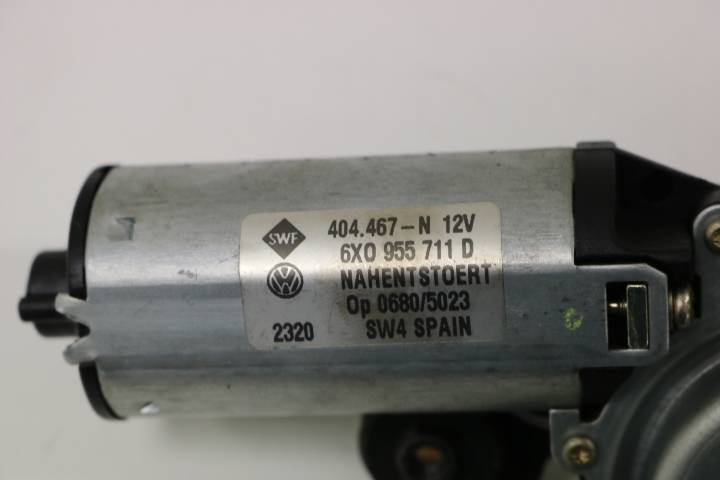 SWF 404.467-N 12V
6X0 955 711 D
NAHENTSTOERT
Op 0680/5023
2320 SW4 SPAIN